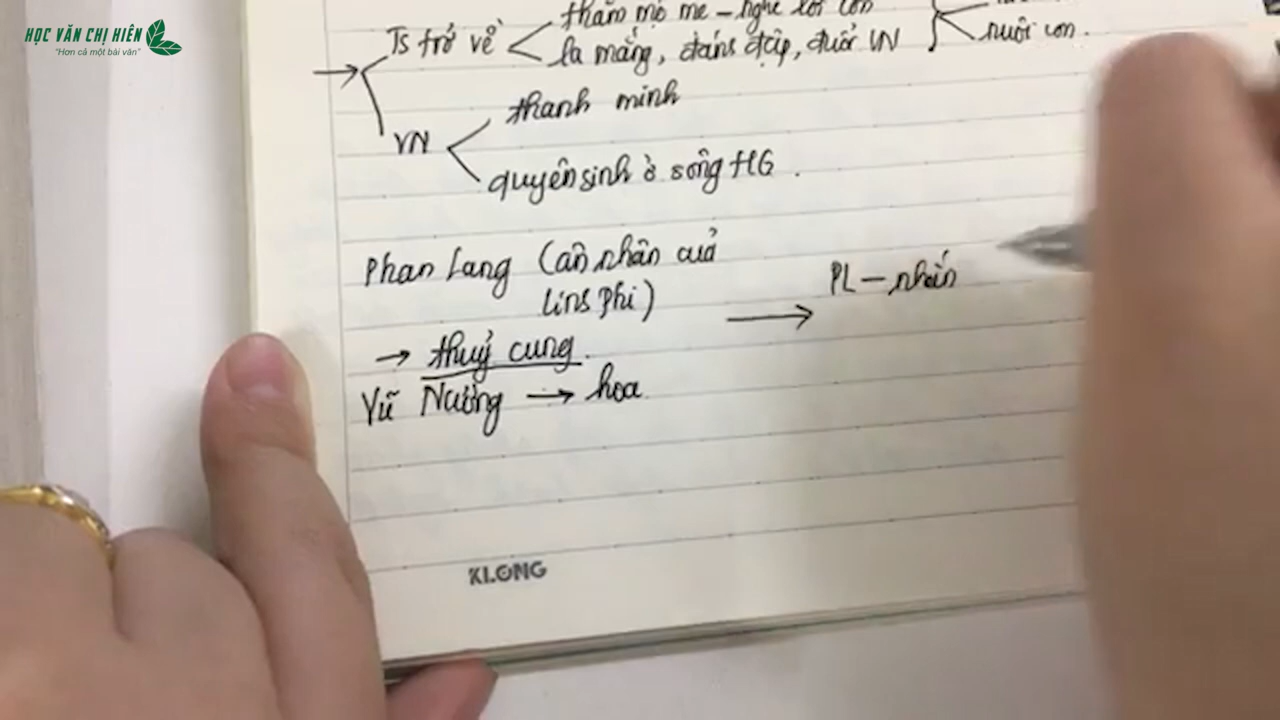 HỌC VĂN CHỊ HIÊN
"Hơn cả một bài văn"
thăm mộ mẹ – nghe lời con
TS trở về
la mắng, đánh đập, đuổi VN
nuôi con.
thanh minh
VN
quyên sinh ở sông HG.
Phan Lang (ân nhân của
Linh Phi)
PL – nhắn
→ thuỷ cung.
Vũ Nương → hoa
KLONG